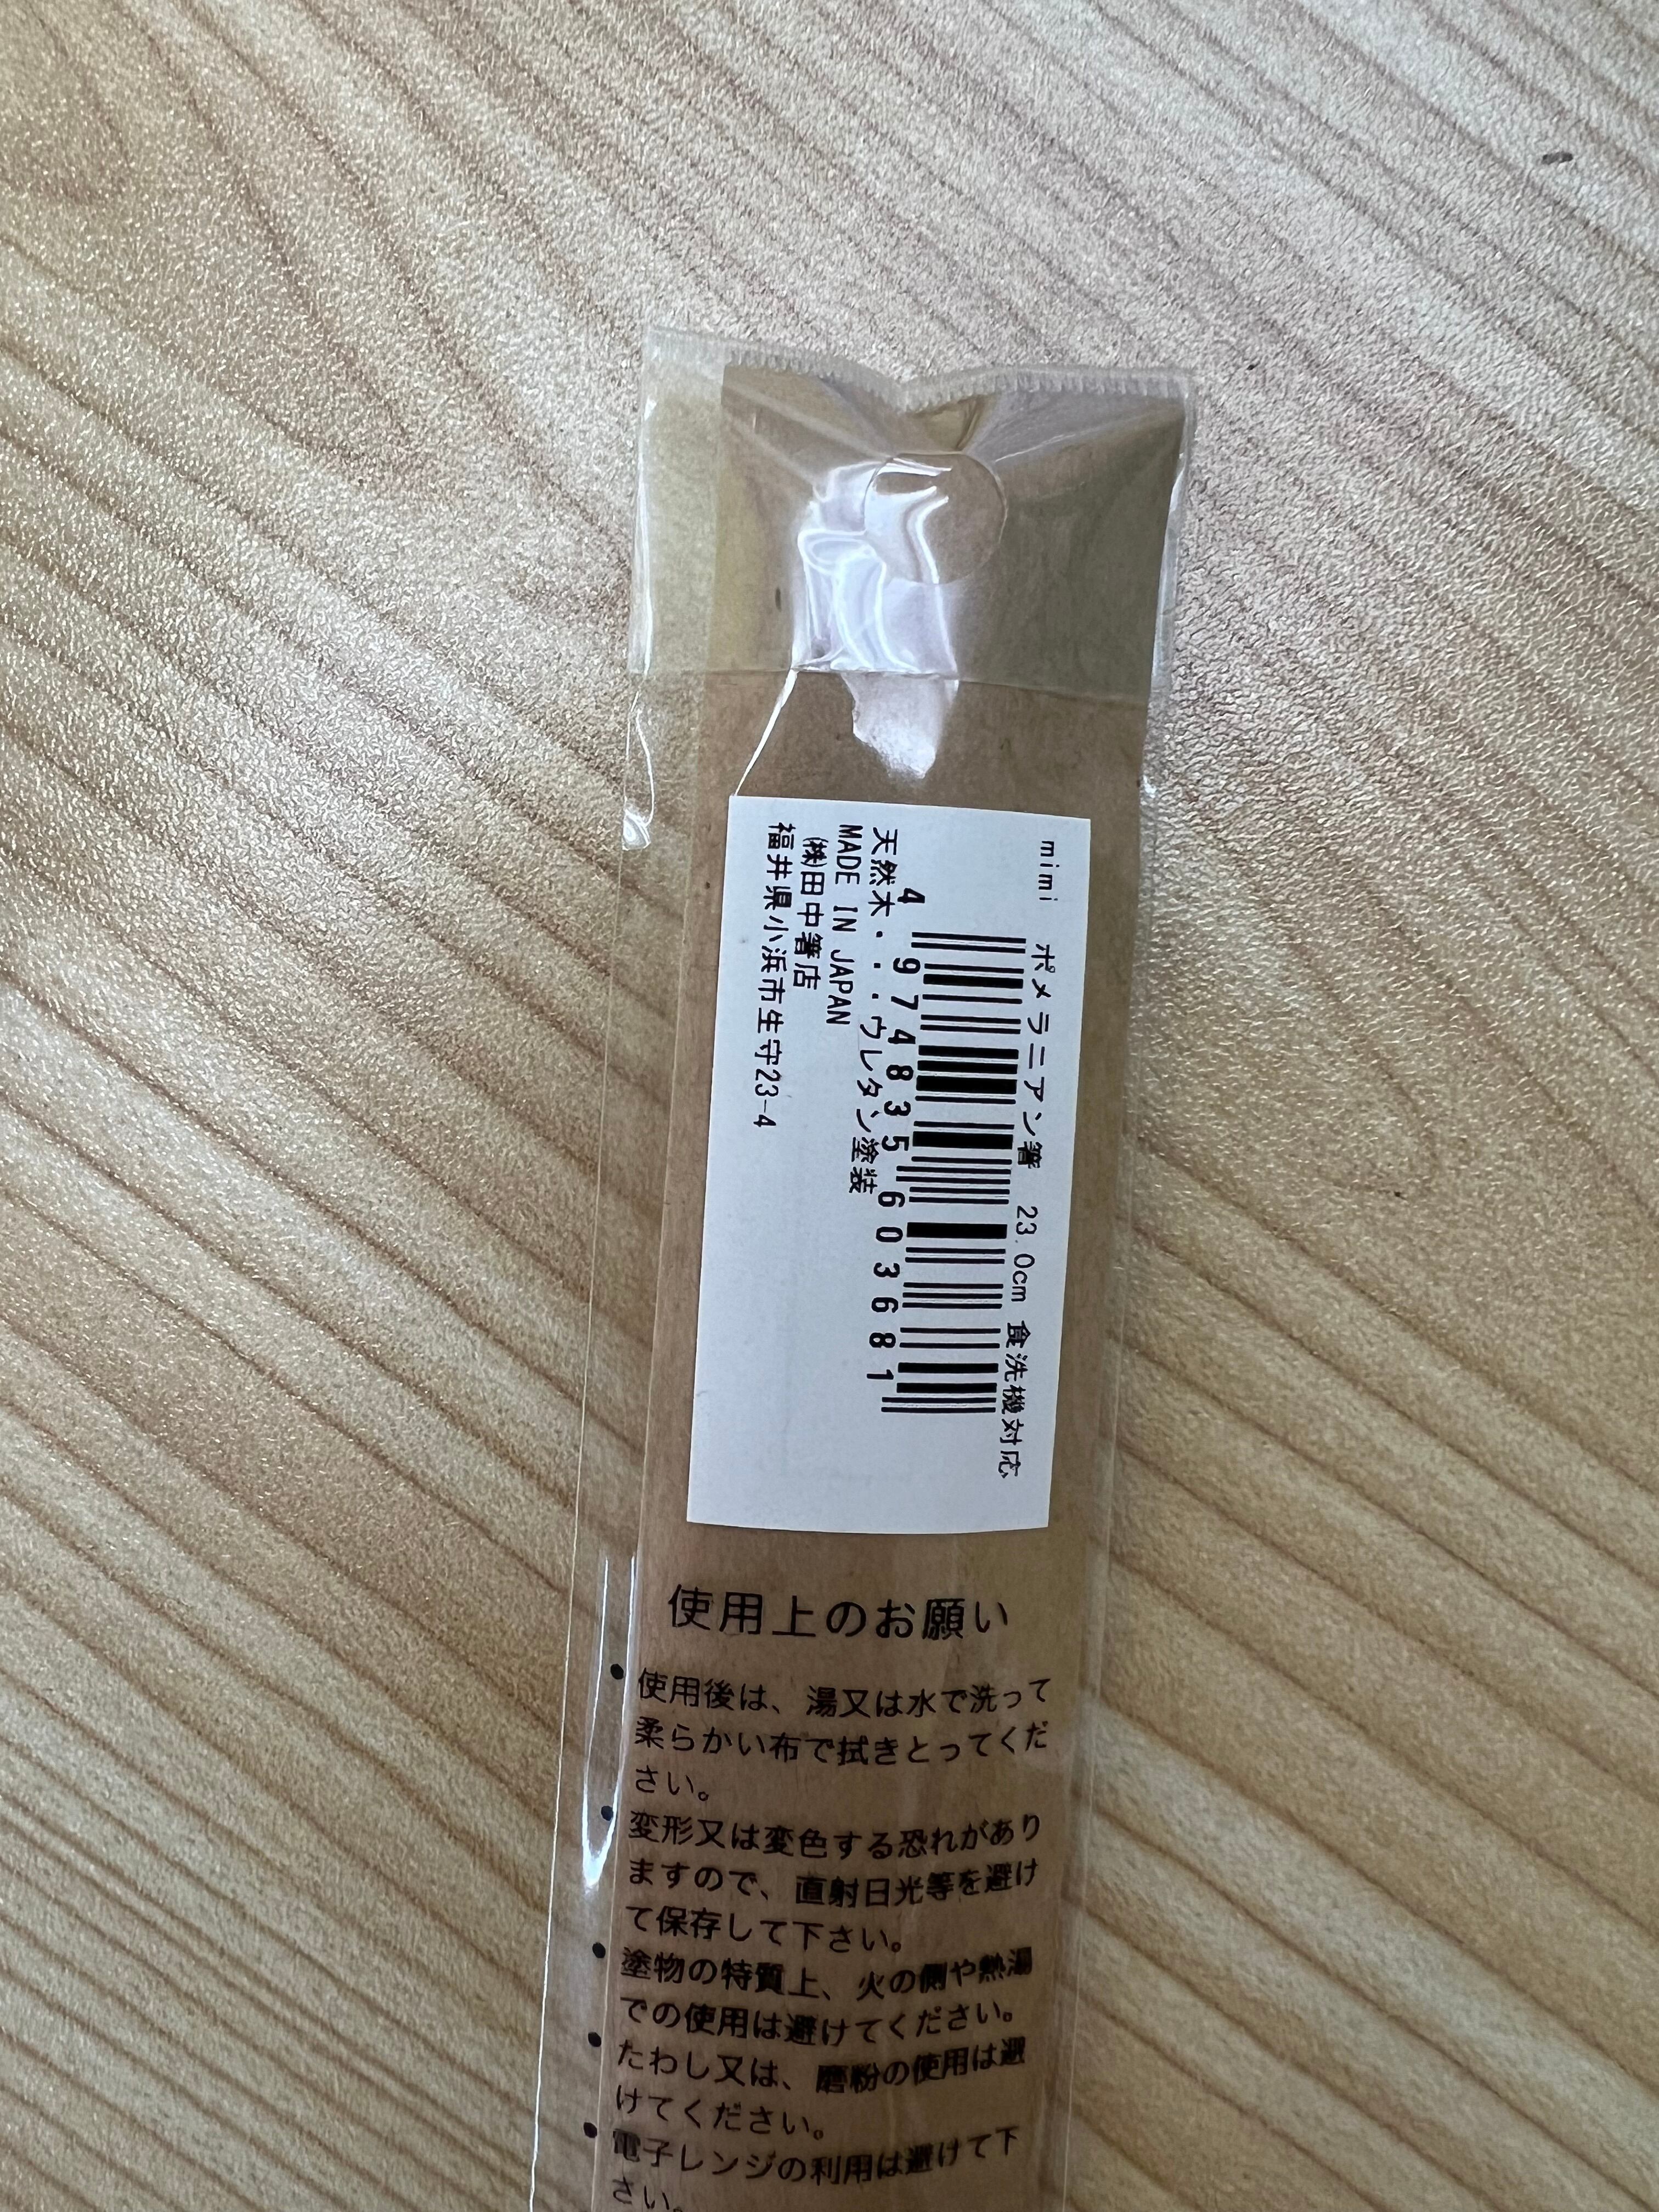 mimi ポメラニアン箸 23.0cm 食洗機対応
4 974835 603681
天然木...ウレタン塗装
MADE IN JAPAN
㈱田中箸店
福井県小浜市生守23-4
使用上のお願い
• 使用後は、湯又は水で洗って
柔らかい布で拭きとってくだ
さい。
• 変形又は変色する恐れがあり
ますので、直射日光等を避け
て保存して下さい。
• 塗物の特質上、火の側や熱湯
での使用は避けてください。
• たわし又は、磨粉の使用は避
けてください。
• 電子レンジの利用は避けて下
さい。